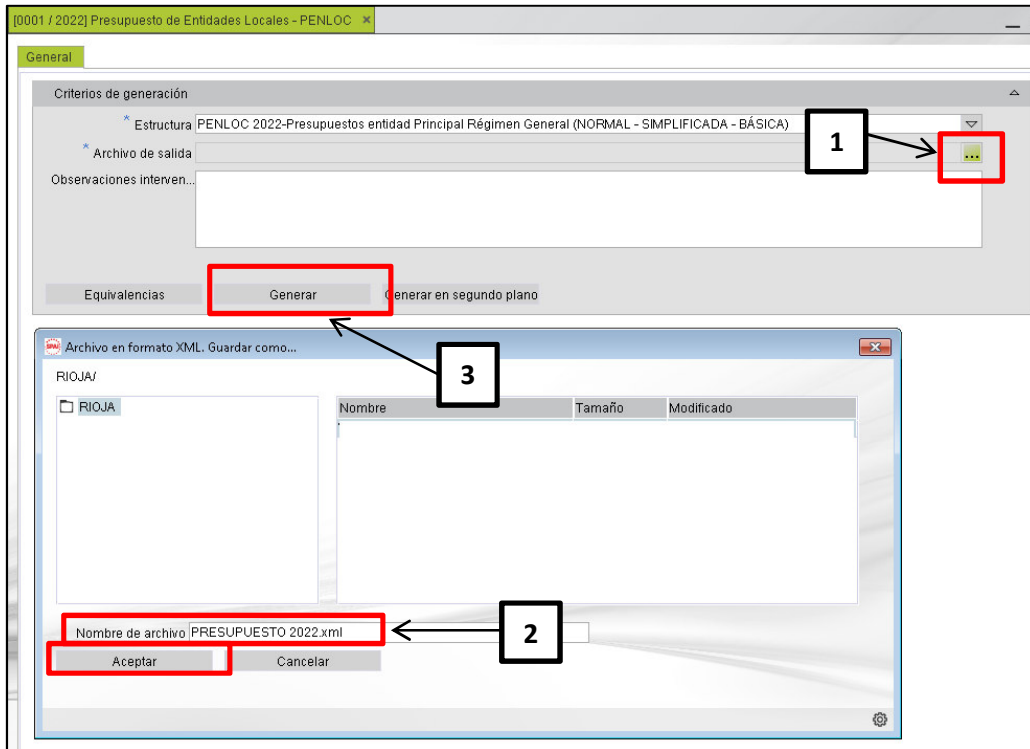 [0001 / 2022] Presupuesto de Entidades Locales - PENLOC ×
General
Criterios de generación
* Estructura PENLOC 2022-Presupuestos entidad Principal Régimen General (NORMAL - SIMPLIFICADA - BÁSICA)
1
* Archivo de salida ...
Observaciones interven...
Equivalencias Generar Generar en segundo plano
Archivo en formato XML. Guardar como...
3
RIOJA/
RIOJA
Nombre Tamaño Modificado
Nombre de archivo PRESUPUESTO 2022.xml
2
Aceptar Cancelar